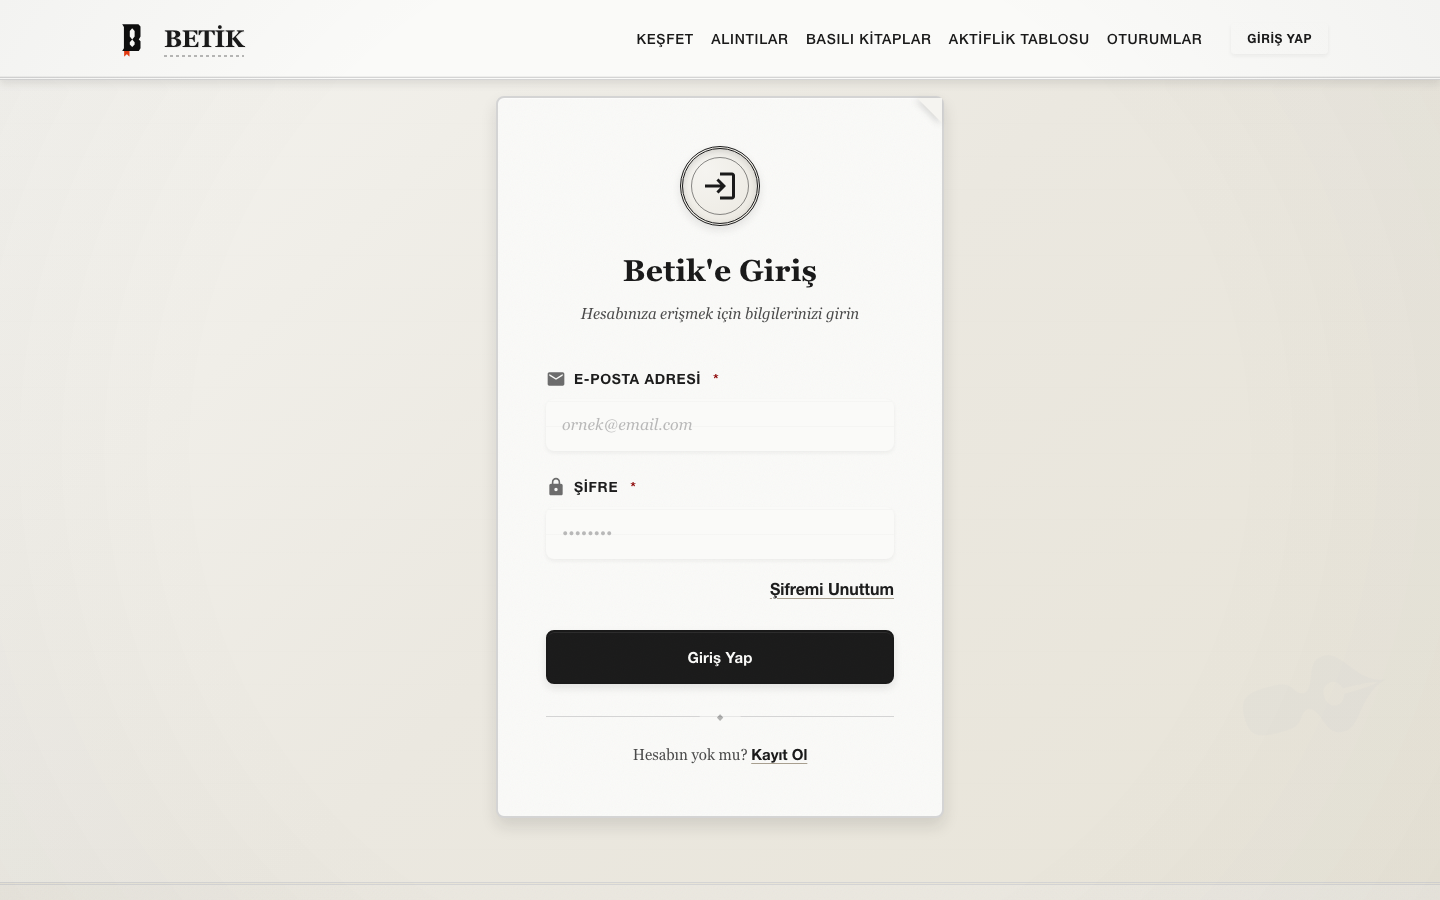 BETİK
KEŞFET ALINTILAR BASILI KİTAPLAR AKTİFLİK TABLOSU OTURUMLAR GİRİŞ YAP
Betik'e Giriş
Hesabınıza erişmek için bilgilerinizi girin
E-POSTA ADRESİ *
ornek@email.com
ŞİFRE *
••••••••
Şifremi Unuttum
Giriş Yap
Hesabın yok mu? Kayıt Ol